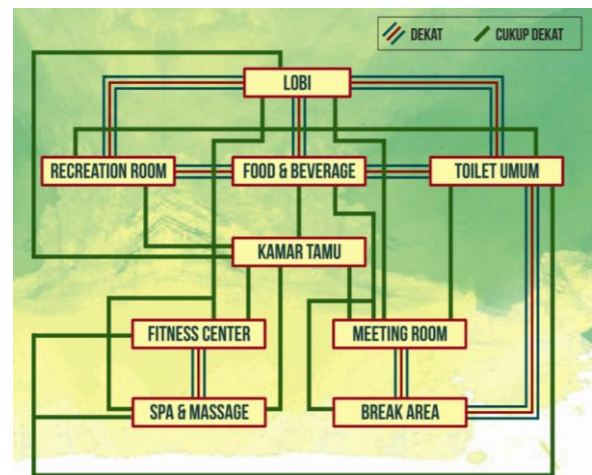 DEKAT CUKUP DEKAT
LOBI
RECREATION ROOM FOOD & BEVERAGE TOILET UMUM
KAMAR TAMU
FITNESS CENTER MEETING ROOM
SPA & MASSAGE BREAK AREA